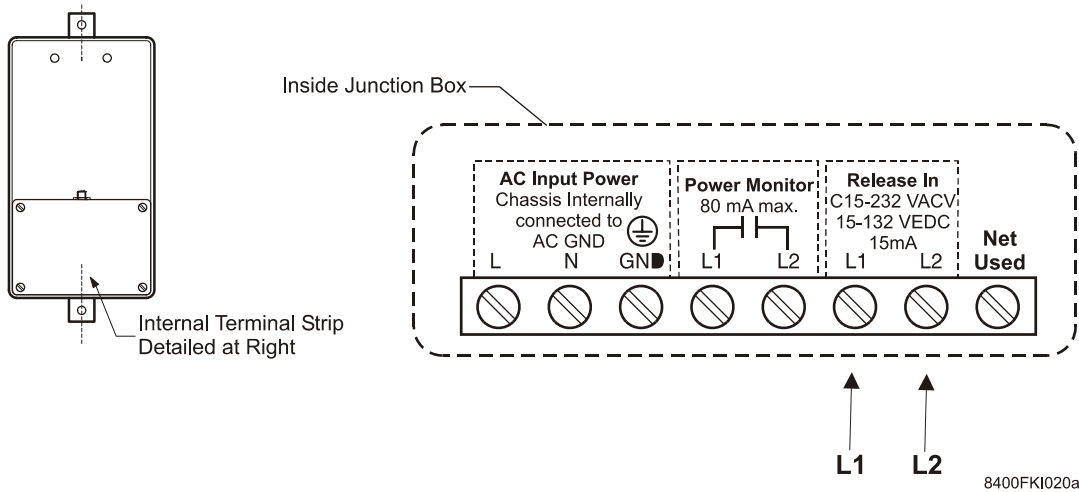 Inside Junction Box
AC Input Power
Chassis Internally
connected to
AC GND
L N GND
Power Monitor
80 mA max.
L1 L2
Release In
C15-232 VACV
15-132 VEDC
15mA
L1 L2
Net
Used
Internal Terminal Strip
Detailed at Right
L1 L2
8400FKI020a